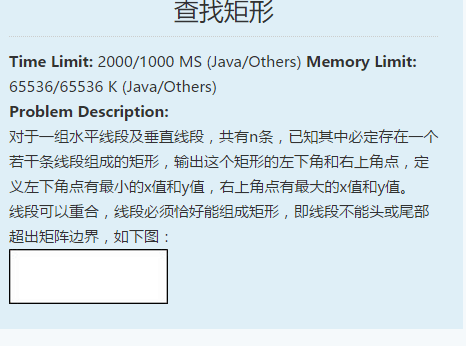 查找矩形
Time Limit: 2000/1000 MS (Java/Others) Memory Limit:
65536/65536 K (Java/Others)
Problem Description:
对于一组水平线段及垂直线段，共有n条，已知其中必定存在一个
若干条线段组成的矩形，输出这个矩形的左下角和右上角点，定
义左下角点有最小的x值和y值，右上角点有最大的x值和y值。
线段可以重合，线段必须恰好能组成矩形，即线段不能头或尾部
超出矩阵边界，如下图：